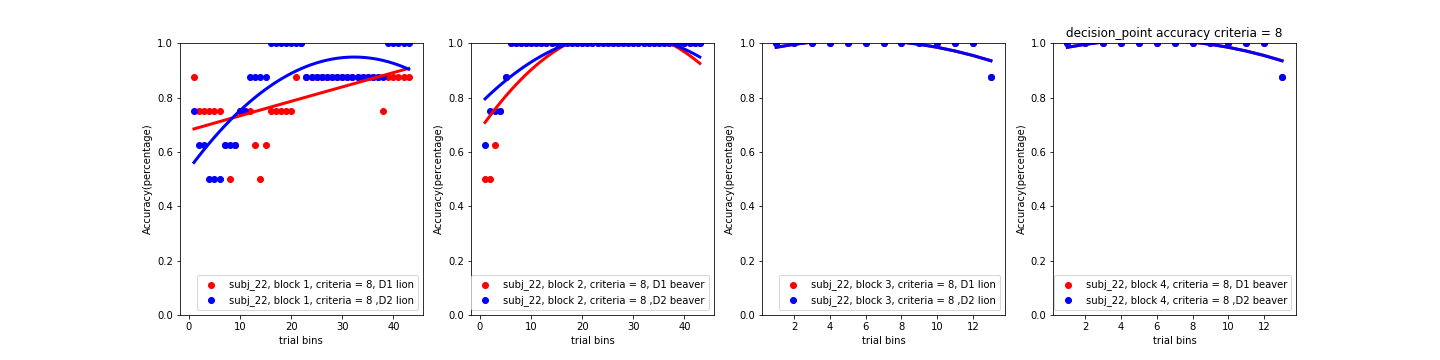 decision_point accuracy criteria = 8
1.0
0.8
0.6
0.4
0.2
0.0
Accuracy(percentage)
0 10 20 30 40
trial bins
subj_22, block 1, criteria = 8, D1 lion
subj_22, block 1, criteria = 8 ,D2 lion
1.0
0.8
0.6
0.4
0.2
0.0
Accuracy(percentage)
0 10 20 30 40
trial bins
subj_22, block 2, criteria = 8, D1 beaver
subj_22, block 2, criteria = 8 ,D2 beaver
1.0
0.8
0.6
0.4
0.2
0.0
Accuracy(percentage)
2 4 6 8 10 12
trial bins
subj_22, block 3, criteria = 8, D1 lion
subj_22, block 3, criteria = 8 ,D2 lion
1.0
0.8
0.6
0.4
0.2
0.0
Accuracy(percentage)
2 4 6 8 10 12
trial bins
subj_22, block 4, criteria = 8, D1 beaver
subj_22, block 4, criteria = 8 ,D2 beaver